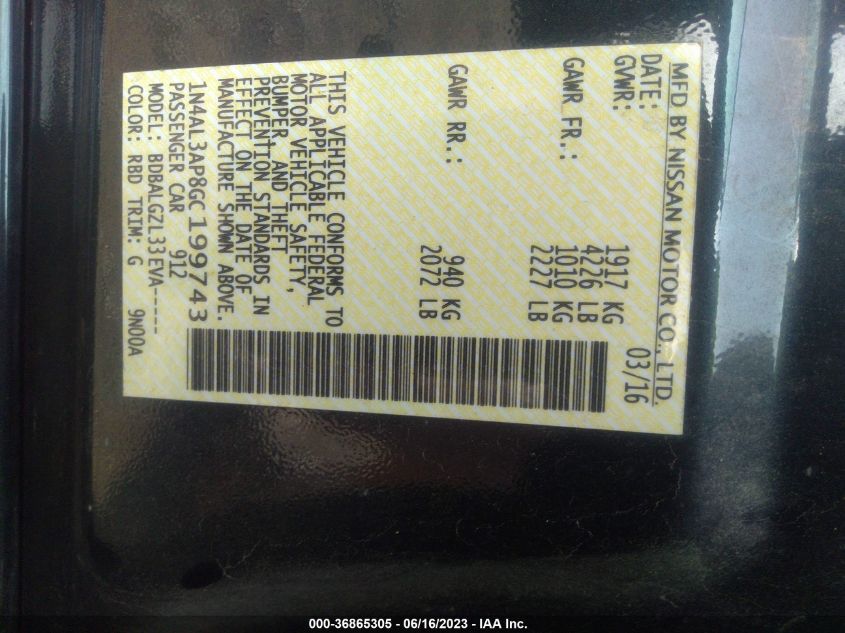 MFD BY NISSAN MOTOR CO., LTD.
DATE: 03/16
GVWR: 1917 KG
4226 LB
GAWR FR.: 1010 KG
2227 LB
GAWR RR.: 940 KG
2072 LB
THIS VEHICLE CONFORMS TO
ALL APPLICABLE FEDERAL
MOTOR VEHICLE SAFETY,
BUMPER, AND THEFT
PREVENTION STANDARDS IN
EFFECT ON THE DATE OF
MANUFACTURE SHOWN ABOVE.
1N4AL3AP8GC199743
PASSENGER CAR 912
MODEL: BDBALGZL33EVA-----
COLOR: RBD TRIM: G 9N00A
000-36865305 - 06/16/2023 - IAA Inc.